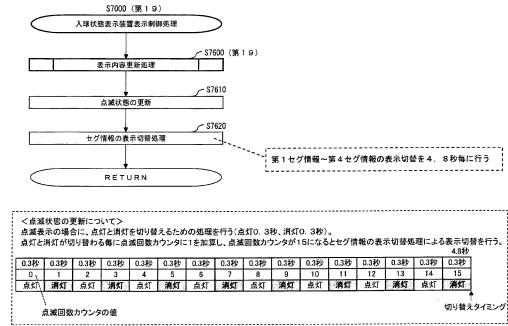 S7000（第19）
入球状態表示装置表示制御処理
S7600（第19）
表示内容更新処理
S7610
点滅状態の更新
S7620
セグ情報の表示切替処理
第1セグ情報～第4セグ情報の表示切替を4．8秒毎に行う
RETURN
＜点滅状態の更新について＞
点滅表示の場合に、点灯と消灯を切り替えるための処理を行う(点灯0．3秒、消灯0．3秒)。
点灯と消灯が切り替わる毎に点滅回数カウンタに1を加算し、点滅回数カウンタが15になるとセグ情報の表示切替処理による表示切替を行う。
4.8秒
0.3秒 0.3秒 0.3秒 0.3秒 0.3秒 0.3秒 0.3秒 0.3秒 0.3秒 0.3秒 0.3秒 0.3秒 0.3秒 0.3秒 0.3秒 0.3秒
0 1 2 3 4 5 6 7 8 9 10 11 12 13 14 15
点灯 消灯 点灯 消灯 点灯 消灯 点灯 消灯 点灯 消灯 点灯 消灯 点灯 消灯 点灯 消灯
点滅回数カウンタの値
切り替えタイミング